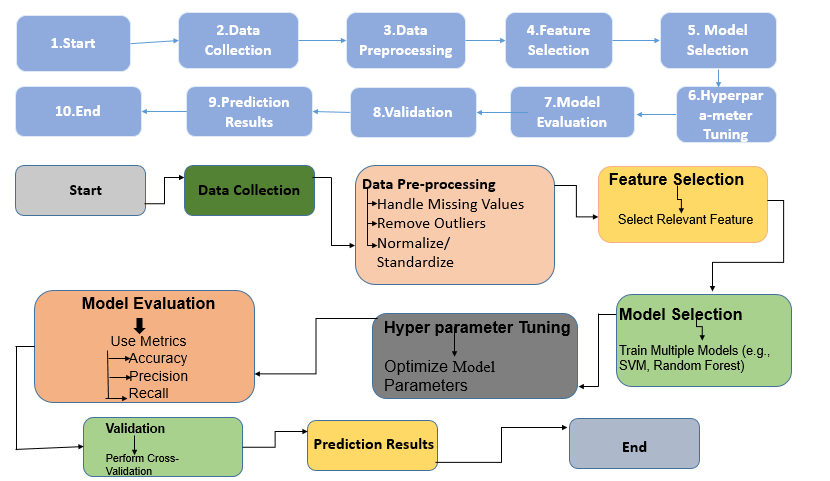 1.Start
2.Data
Collection
3.Data
Preprocessing
4.Feature
Selection
5. Model
Selection
10.End
9.Prediction
Results
8.Validation
7.Model
Evaluation
6.Hyperpar
a-meter
Tuning
Start
Data Collection
Data Pre-processing
Handle Missing Values
Remove Outliers
Normalize/
Standardize
Feature Selection
Select Relevant Feature
Model Evaluation
Use Metrics
Accuracy
Precision
Recall
Hyper parameter Tuning
Optimize Model
Parameters
Model Selection
Train Multiple Models (e.g.,
SVM, Random Forest)
Validation
Perform Cross-
Validation
Prediction Results
End